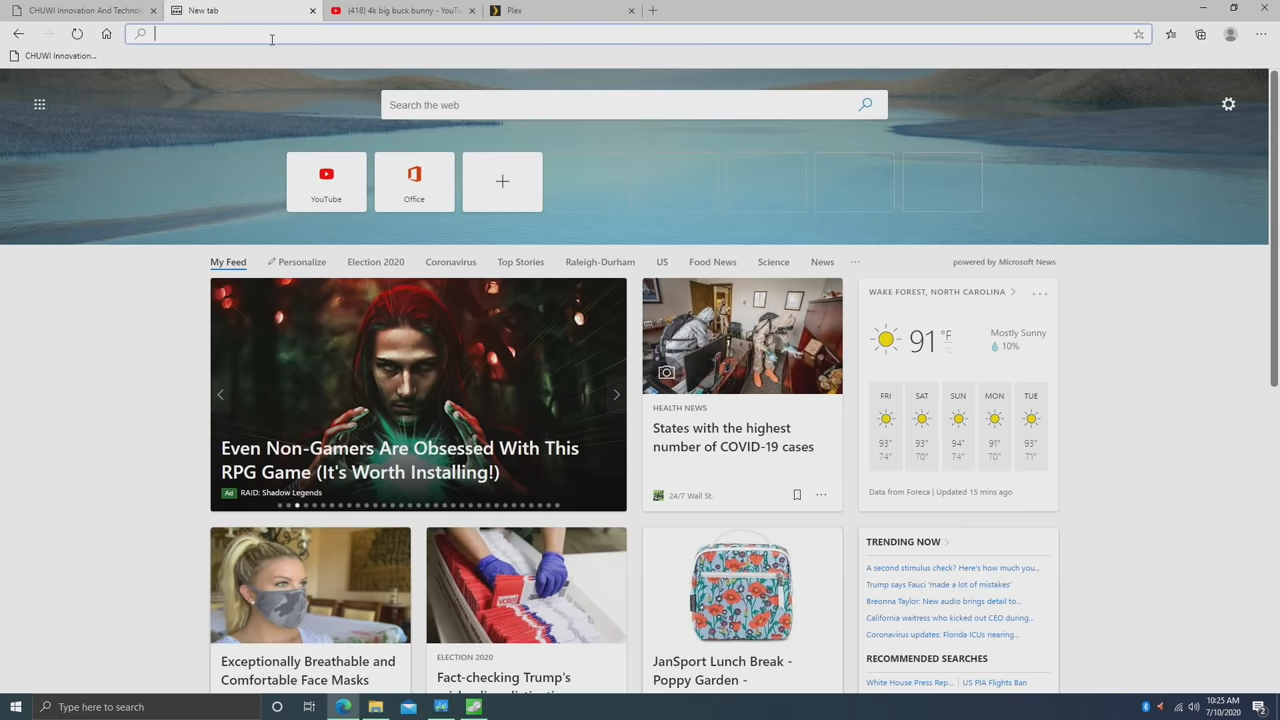 CHUWI Innovation And Technolo
New tab
(418) 4k big buck bunny - YouTu
Plex
CHUWI Innovation...
Search the web
YouTube
Office
My Feed
Personalize
Election 2020
Coronavirus
Top Stories
Raleigh-Durham
US
Food News
Science
News
powered by Microsoft News
Even Non-Gamers Are Obsessed With This
RPG Game (It's Worth Installing!)
Ad RAID: Shadow Legends
HEALTH NEWS
States with the highest
number of COVID-19 cases
24/7 Wall St.
WAKE FOREST, NORTH CAROLINA
91 °F
Mostly Sunny
10%
FRI SAT SUN MON TUE
93° 93° 94° 91° 93°
74° 70° 74° 70° 71°
Data from Foreca | Updated 15 mins ago
Exceptionally Breathable and
Comfortable Face Masks
vote!
ELECTION 2020
Fact-checking Trump's
JanSport Lunch Break -
Poppy Garden -
TRENDING NOW
A second stimulus check? Here's how much you...
Trump says Fauci 'made a lot of mistakes'
Breonna Taylor: New audio brings detail to...
California waitress who kicked out CEO during...
Coronavirus updates: Florida ICUs nearing...
RECOMMENDED SEARCHES
White House Press Rep... | US PIA Flights Ban
Type here to search
10:25 AM
7/10/2020
2